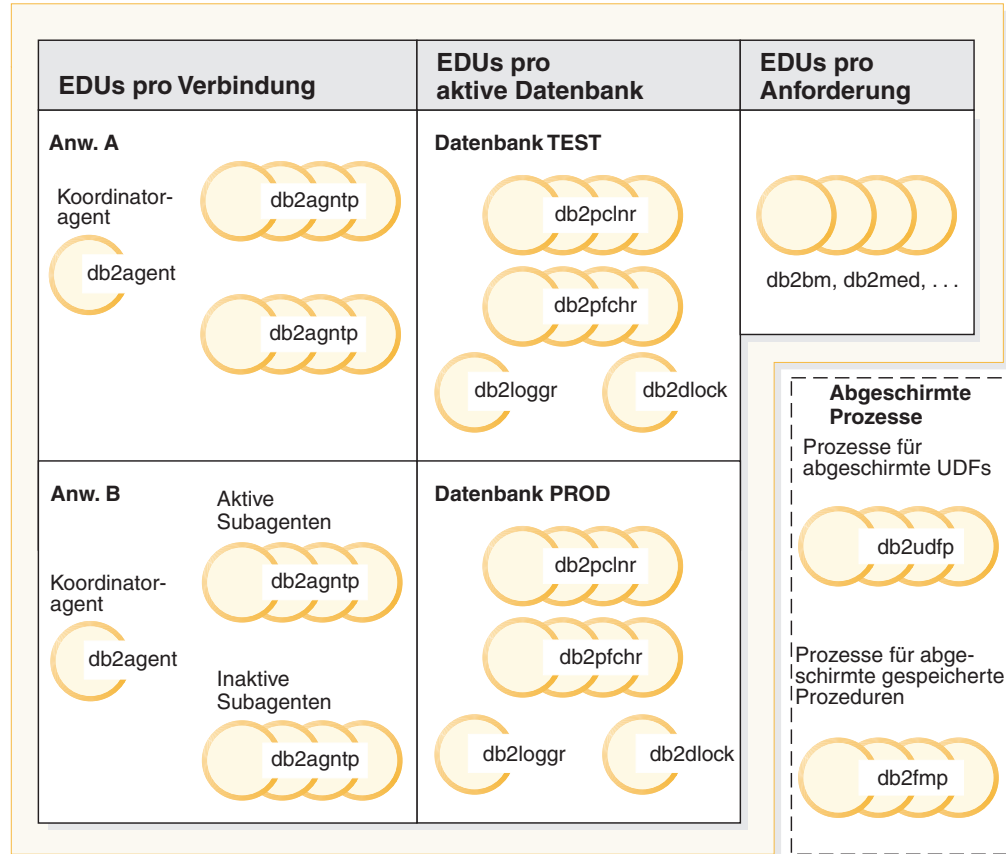 EDUs pro Verbindung
EDUs pro
aktive Datenbank
EDUs pro
Anforderung
Anw. A
Koordinator-
agent
db2agent
db2agntp
db2agntp
Datenbank TEST
db2pclnr
db2pfchr
db2loggr
db2dlock
db2bm, db2med, . . .
Anw. B
Koordinator-
agent
db2agent
Aktive
Subagenten
db2agntp
Inaktive
Subagenten
db2agntp
Datenbank PROD
db2pclnr
db2pfchr
db2loggr
db2dlock
Abgeschirmte
Prozesse
Prozesse für
abgeschirmte UDFs
db2udfp
Prozesse für abge-
schirmte gespeicherte
Prozeduren
db2fmp